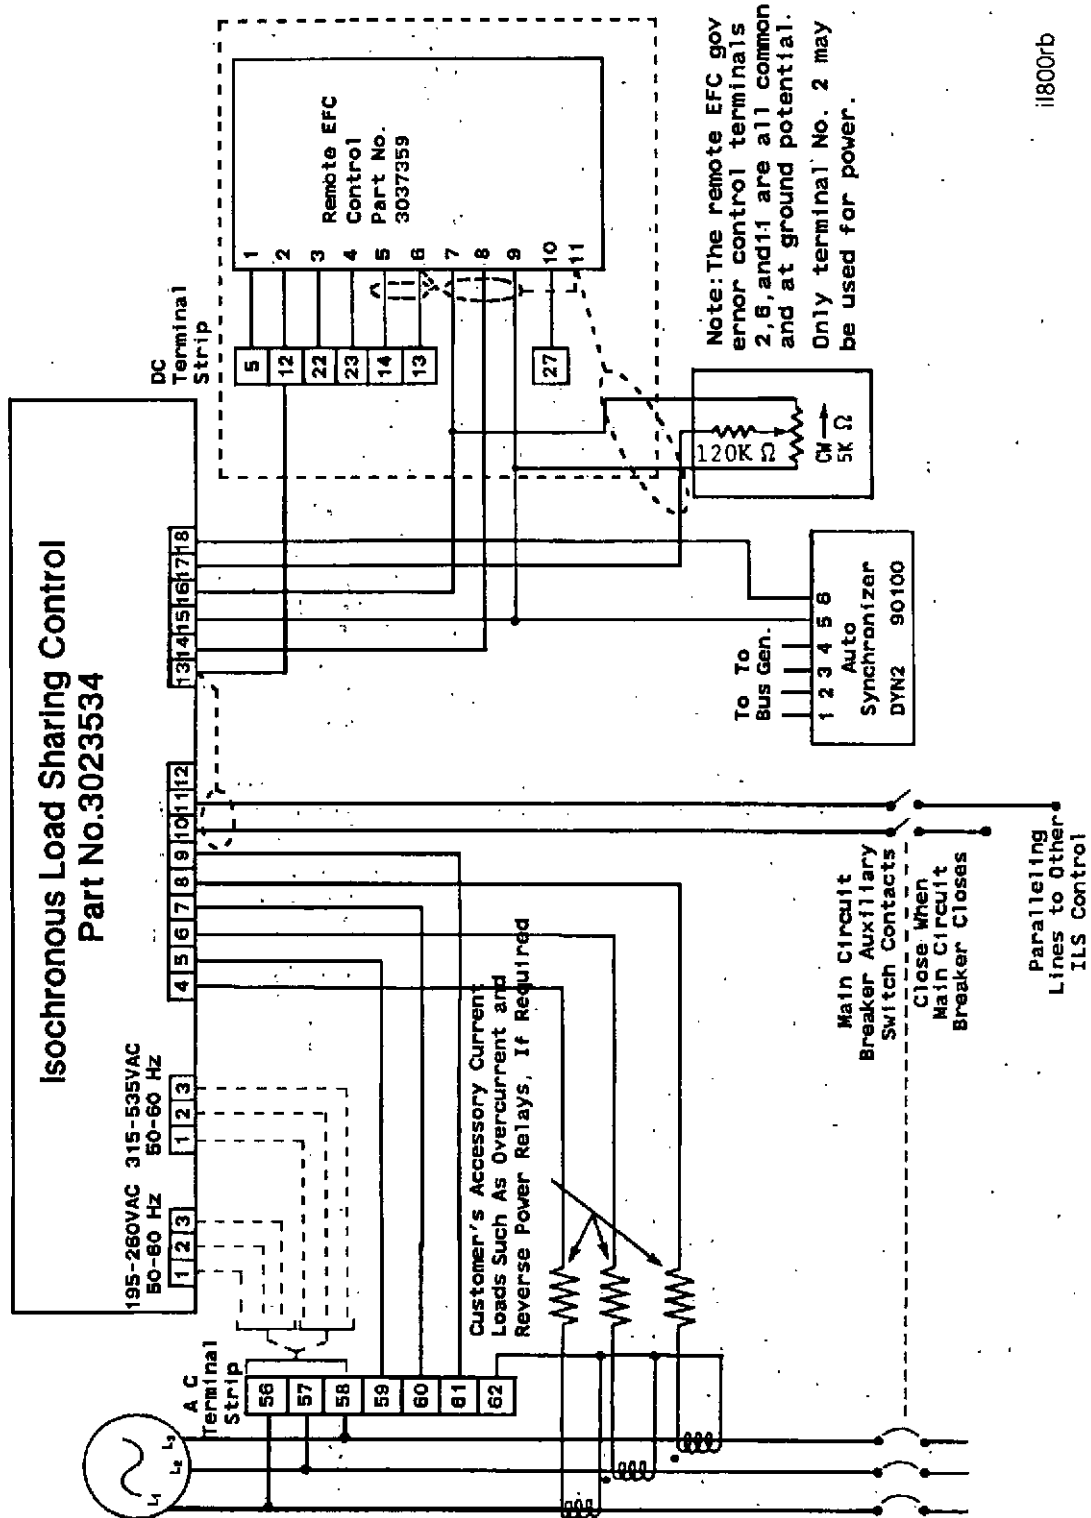 Isochronous Load Sharing Control
Part No.3023534
195-260VAC
50-60 Hz
315-535VAC
50-60 Hz
1 2 3
1 2 3
4 5 6 7 8 9 10 11 12
13 14 15 16 17 18
DC
Terminal
Strip
5
12
22
23
14
13
27
1
2
3
4
5
6
7
8
9
10
11
Remote EFC
Control
Part No.
3037359
Note:The remote EFC gov
ernor control terminals
2,6,and11 are all common
and at ground potential.
Only terminal No. 2 may
be used for power.
120K Ω
CW
5K Ω
To To
Bus Gen.
1 2 3 4 5 6
Auto
Synchronizer
DYN2 90100
L1
L2
L3
A C
Terminal
Strip
56
57
58
59
60
61
62
Customer's Accessory Current
Loads Such As Overcurrent and
Reverse Power Relays, If Required
Main Circuit
Breaker Auxiliary
Switch Contacts
Close When
Main Circuit
Breaker Closes
Paralleling
Lines to Other
ILS Control
il800rb